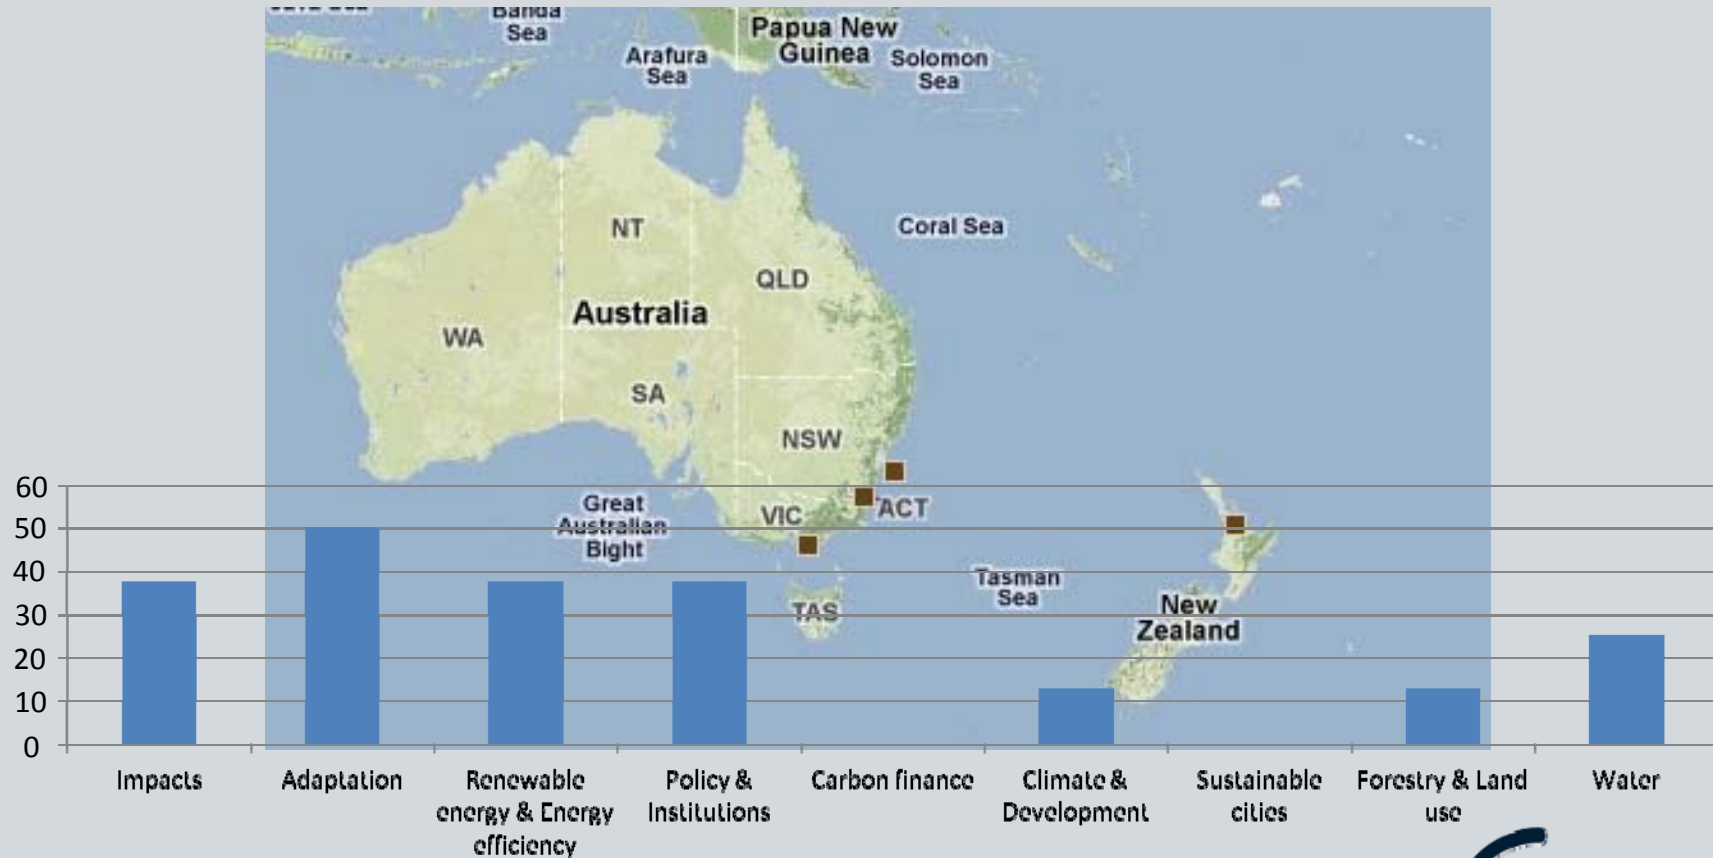 Banda
Sea
Arafura
Sea
Papua New
Guinea
Solomon
Sea
Coral Sea
NT
QLD
Australia
WA
SA
NSW
Great
Australian
Bight
VIC
ACT
TAS
Tasman
Sea
New
Zealand
60
50
40
30
20
10
0
Impacts
Adaptation
Renewable
energy & Energy
efficiency
Policy &
Institutions
Carbon finance
Climate &
Development
Sustainable
cities
Forestry & Land
use
Water